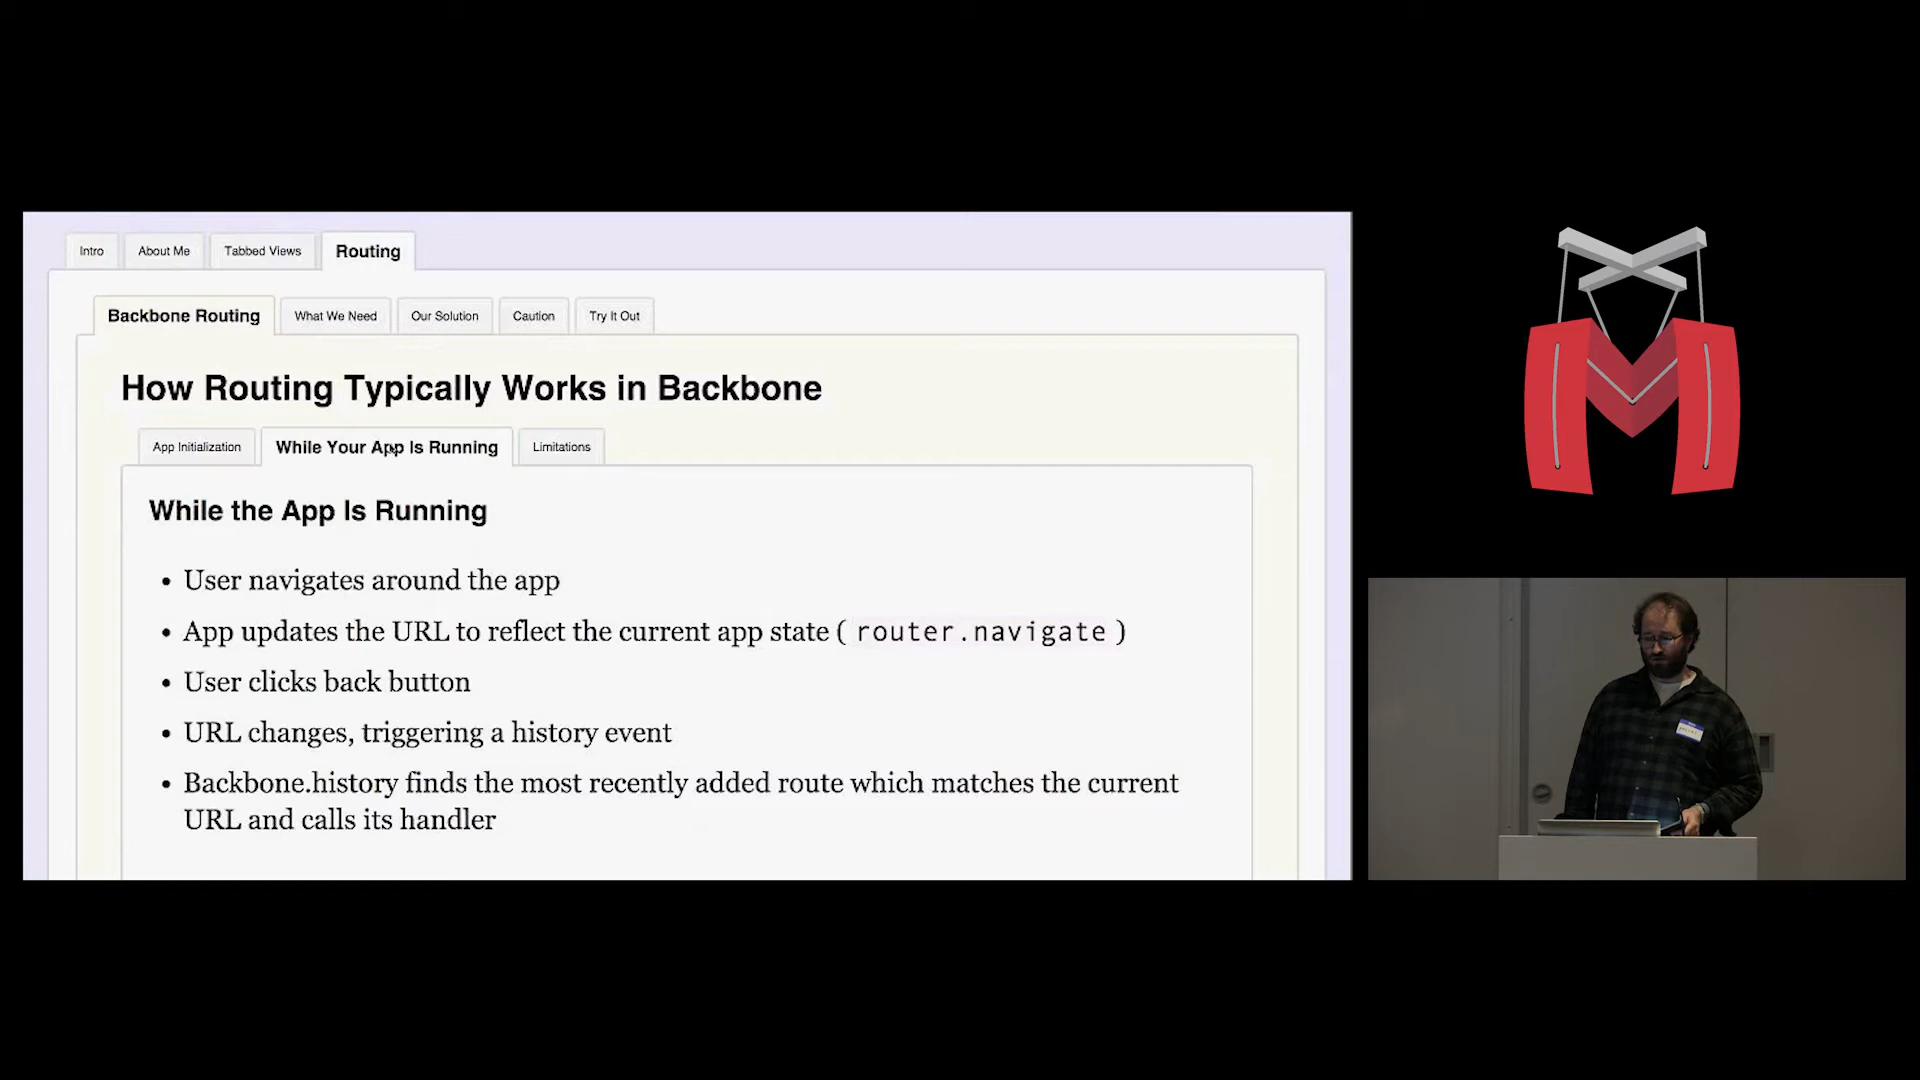 Intro About Me Tabbed Views Routing
Backbone Routing What We Need Our Solution Caution Try It Out
How Routing Typically Works in Backbone
App Initialization While Your App Is Running Limitations
While the App Is Running
• User navigates around the app
• App updates the URL to reflect the current app state ( router.navigate )
• User clicks back button
• URL changes, triggering a history event
• Backbone.history finds the most recently added route which matches the current
URL and calls its handler